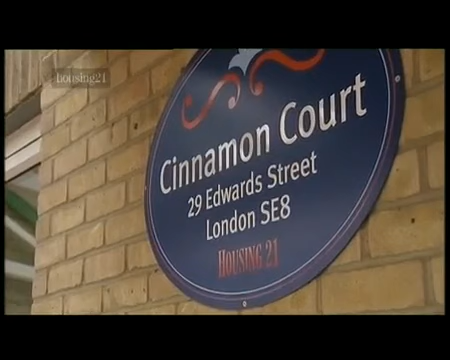 housing21
Cinnamon Court
29 Edwards Street
London SE8
HOUSING 21